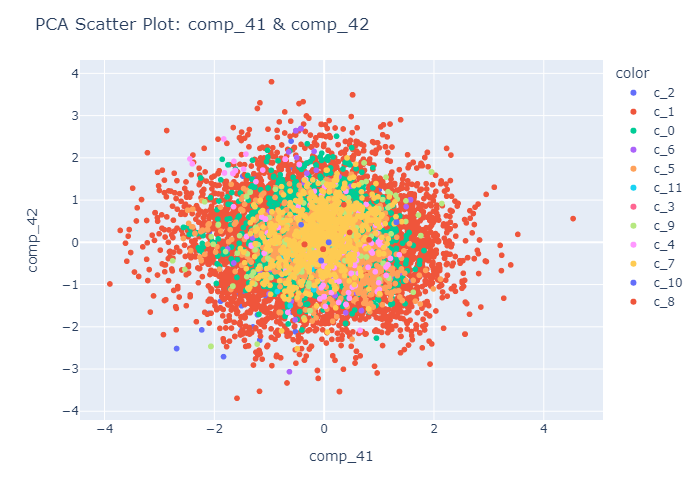 PCA Scatter Plot: comp_41 & comp_42
color
c_2
c_1
c_0
c_6
c_5
c_11
c_3
c_9
c_4
c_7
c_10
c_8
4
3
2
1
0
−1
−2
−3
−4
comp_42
−4
−2
0
2
4
comp_41